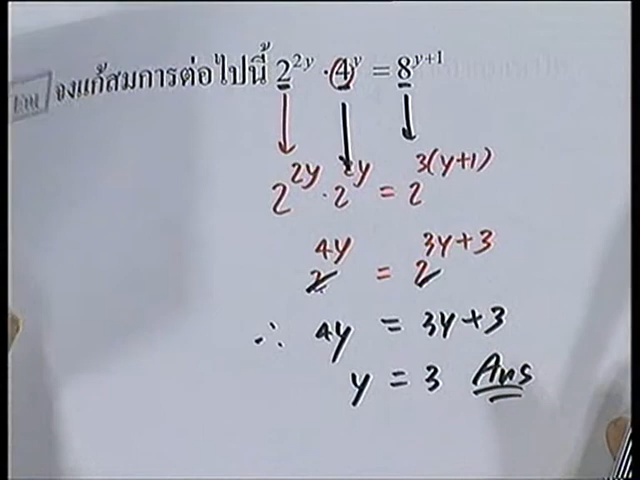 จงแก้สมการต่อไปนี้ 2^{2y} · 4^{y} = 8^{y+1}
2^{2y} · 2^{2y} = 2^{3(y+1)}
2^{4y} = 2^{3y+3}
∴ 4y = 3y+3
y = 3 Ans